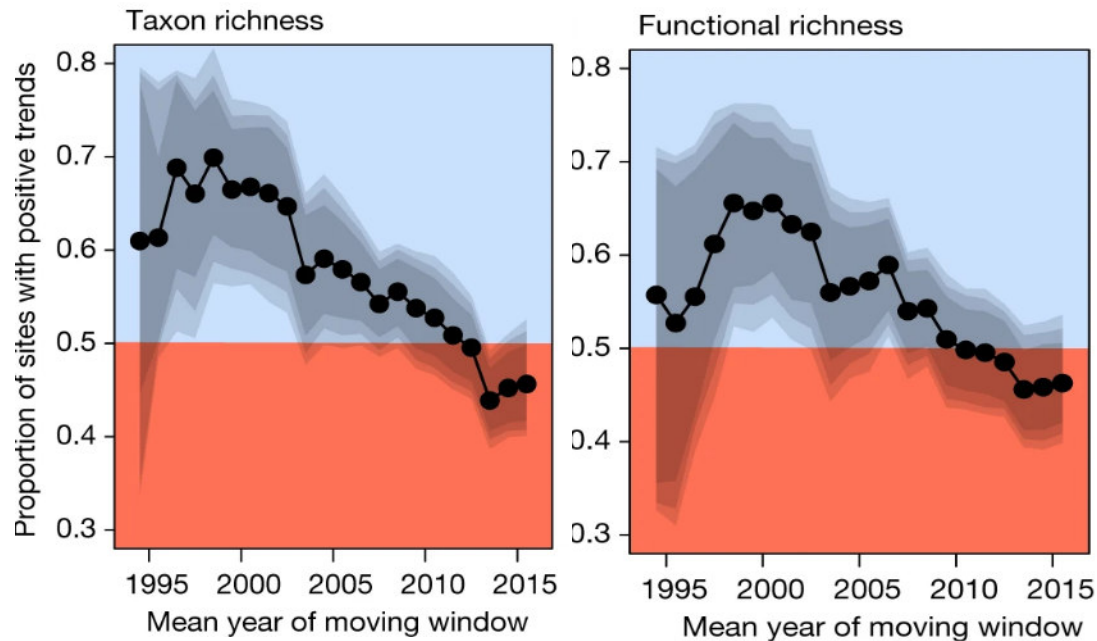 Taxon richness
Proportion of sites with positive trends
0.8
0.7
0.6
0.5
0.4
0.3
1995 2000 2005 2010 2015
Mean year of moving window
Functional richness
0.8
0.7
0.6
0.5
0.4
0.3
1995 2000 2005 2010 2015
Mean year of moving window